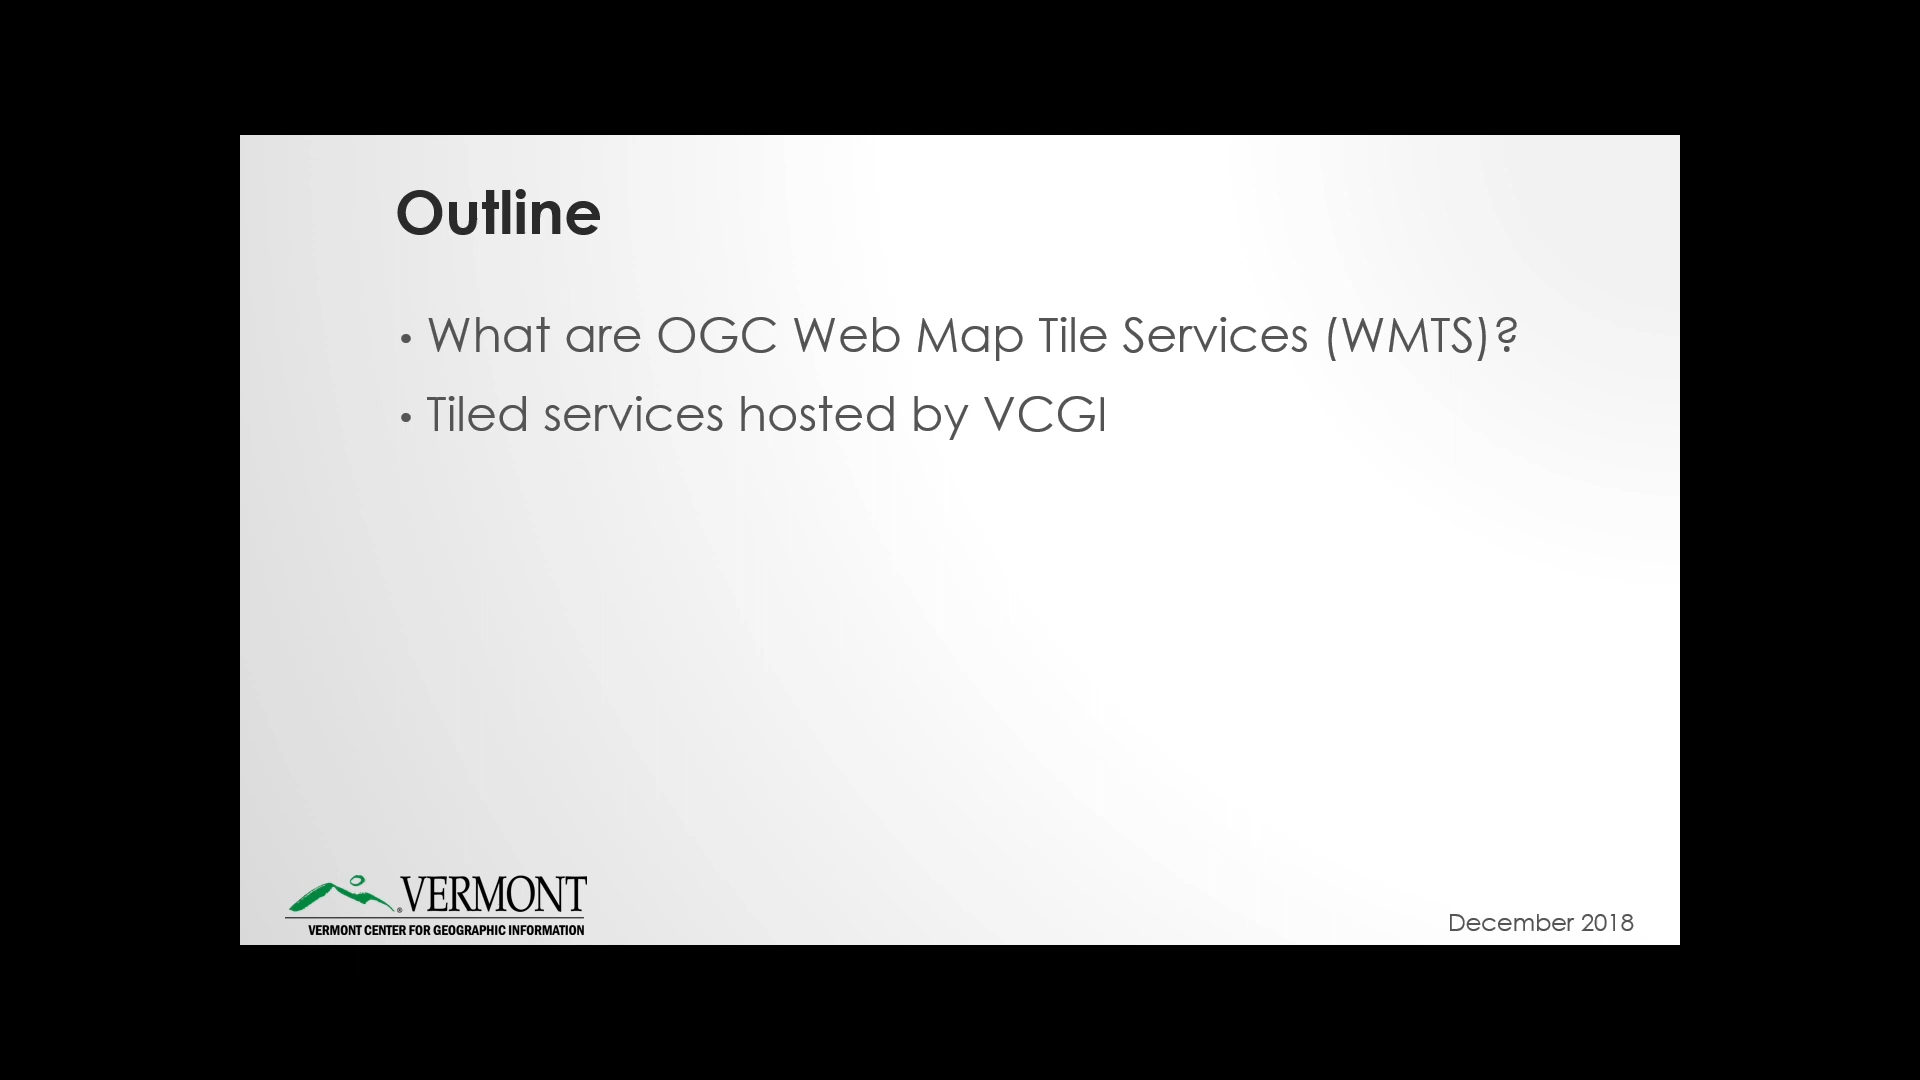 Outline
• What are OGC Web Map Tile Services (WMTS)?
• Tiled services hosted by VCGI
VERMONT
VERMONT CENTER FOR GEOGRAPHIC INFORMATION
December 2018